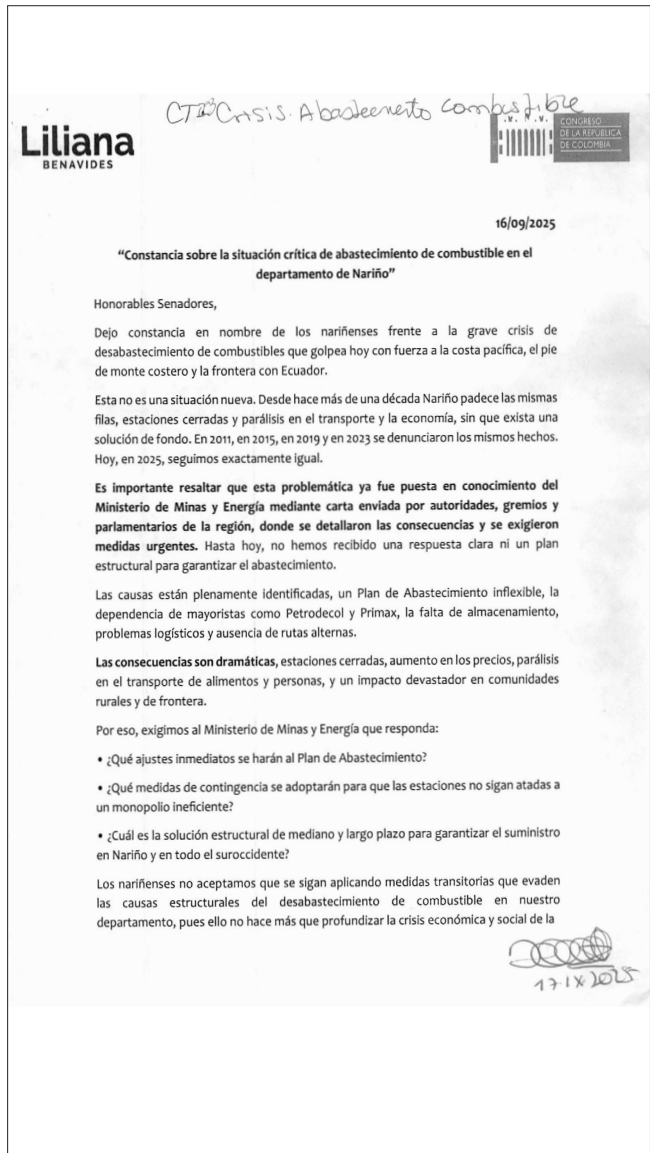 CTB Crisis. Abastecimiento combustible
Liliana
BENAVIDES
CONGRESO
DE LA REPÚBLICA
DE COLOMBIA
16/09/2025
“Constancia sobre la situación crítica de abastecimiento de combustible en el
departamento de Nariño”
Honorables Senadores,
Dejo constancia en nombre de los nariñenses frente a la grave crisis de
desabastecimiento de combustibles que golpea hoy con fuerza a la costa pacífica, el pie
de monte costero y la frontera con Ecuador.
Esta no es una situación nueva. Desde hace más de una década Nariño padece las mismas
filas, estaciones cerradas y parálisis en el transporte y la economía, sin que exista una
solución de fondo. En 2011, en 2015, en 2019 y en 2023 se denunciaron los mismos hechos.
Hoy, en 2025, seguimos exactamente igual.
Es importante resaltar que esta problemática ya fue puesta en conocimiento del
Ministerio de Minas y Energía mediante carta enviada por autoridades, gremios y
parlamentarios de la región, donde se detallaron las consecuencias y se exigieron
medidas urgentes. Hasta hoy, no hemos recibido una respuesta clara ni un plan
estructural para garantizar el abastecimiento.
Las causas están plenamente identificadas, un Plan de Abastecimiento inflexible, la
dependencia de mayoristas como Petrodecol y Primax, la falta de almacenamiento,
problemas logísticos y ausencia de rutas alternas.
Las consecuencias son dramáticas, estaciones cerradas, aumento en los precios, parálisis
en el transporte de alimentos y personas, y un impacto devastador en comunidades
rurales y de frontera.
Por eso, exigimos al Ministerio de Minas y Energía que responda:
• ¿Qué ajustes inmediatos se harán al Plan de Abastecimiento?
• ¿Qué medidas de contingencia se adoptarán para que las estaciones no sigan atadas a
un monopolio ineficiente?
• ¿Cuál es la solución estructural de mediano y largo plazo para garantizar el suministro
en Nariño y en todo el suroccidente?
Los nariñenses no aceptamos que se sigan aplicando medidas transitorias que evaden
las causas estructurales del desabastecimiento de combustible en nuestro
departamento, pues ello no hace más que profundizar la crisis económica y social de la
17-IX 2025